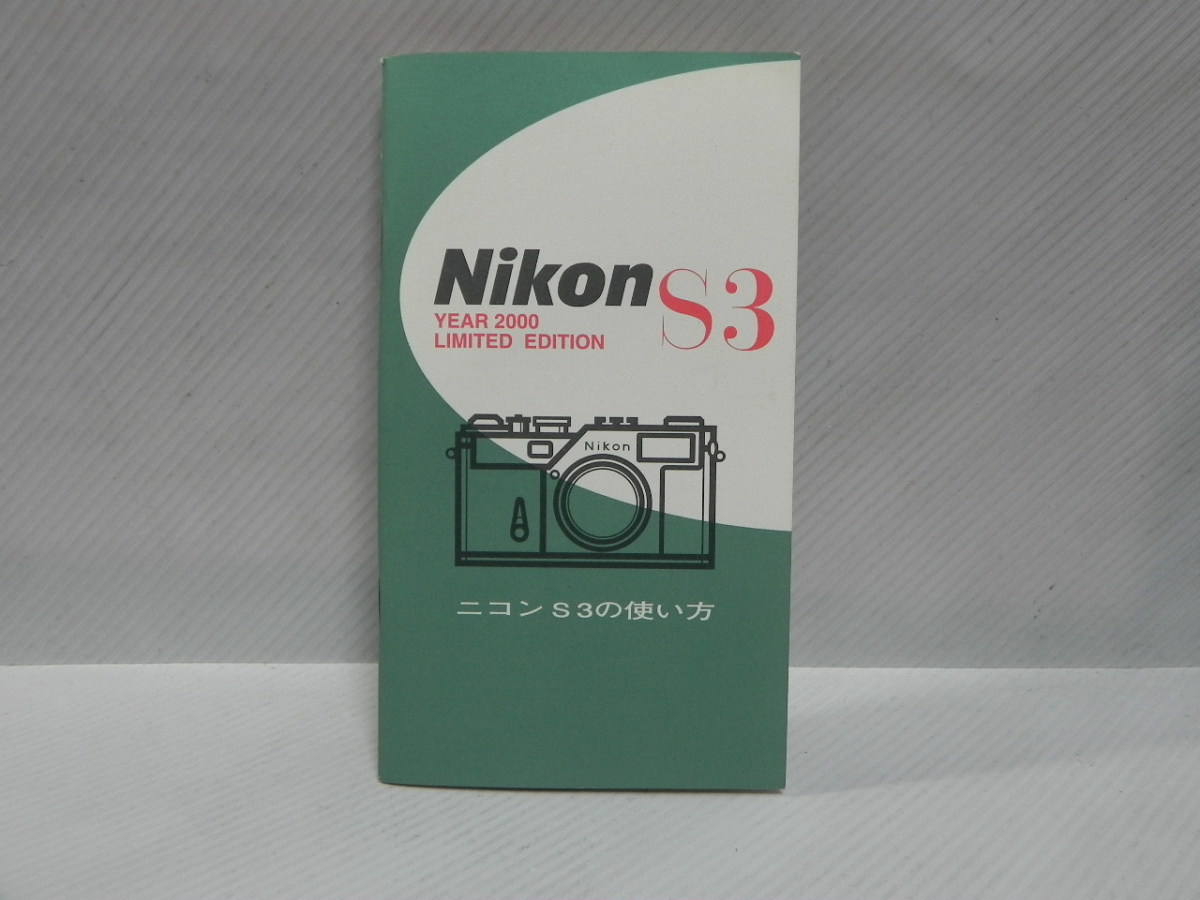 Nikon S3
YEAR 2000
LIMITED EDITION
Nikon
ニコンS3の使い方